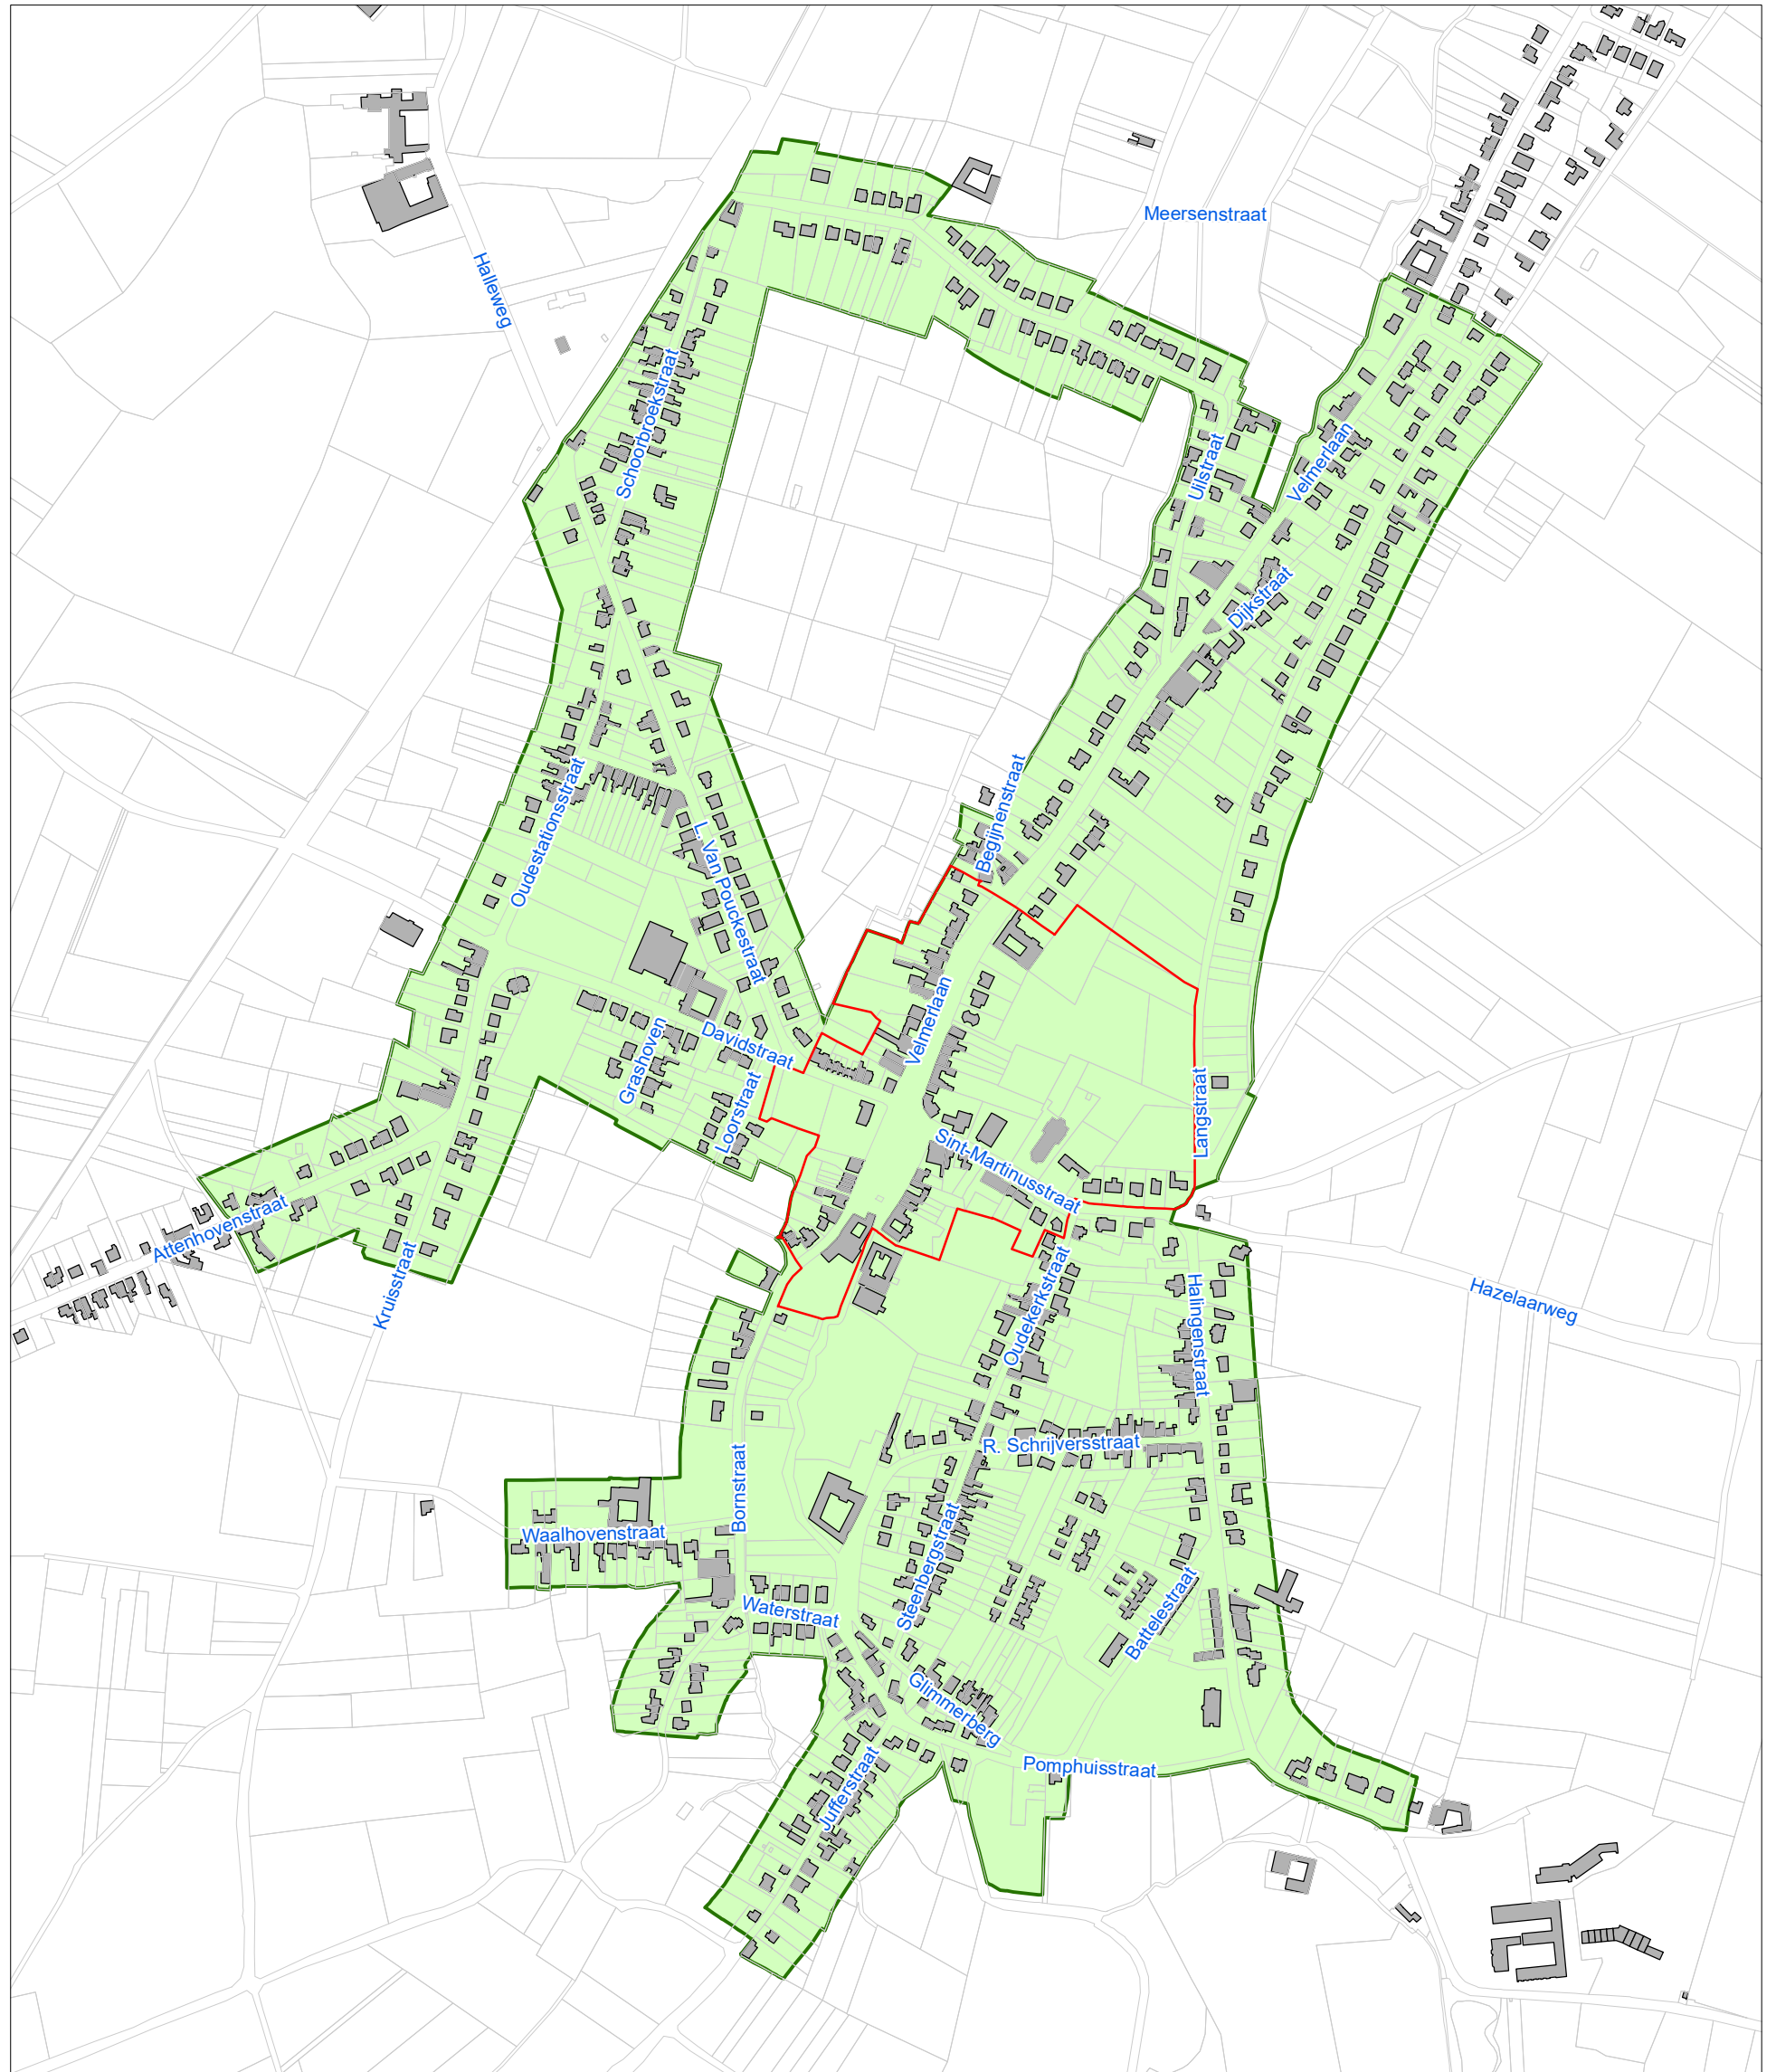 Meersenstraat
Halleweg
Schoorbroekstraat
Uilstraat
Velmerlaan
Dijkstraat
Begijnenstraat
Oudestationsstraat
L. Van Pouckestraat
Velmerlaan
Davidstraat
Grashoven
Loorstraat
Langstraat
Sint-Martinusstraat
Attenhovenstraat
Kruisstraat
Oudekerkstraat
Halingenstraat
Hazelaarweg
R. Schrijversstraat
Bornstraat
Waalhovenstraat
Steenbergstraat
Waterstraat
Battelestraat
Glimmerberg
Pomphuisstraat
Jufferstraat